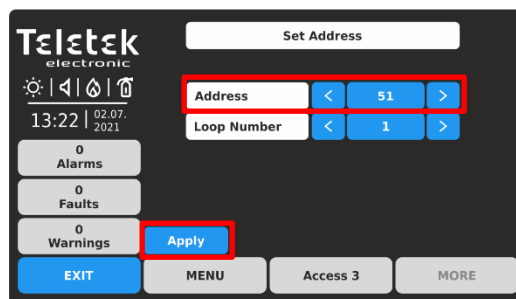 Teletek
electronic
13:22 02.07.
2021
0
Alarms
0
Faults
0
Warnings
EXIT
Set Address
Address < 51 >
Loop Number < 1 >
Apply
MENU
Access 3
MORE